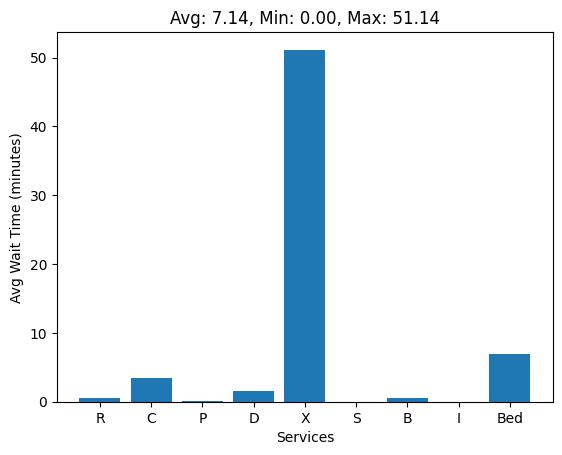 Avg: 7.14, Min: 0.00, Max: 51.14
Avg Wait Time (minutes)
50
40
30
20
10
0
R C P D X S B I Bed
Services